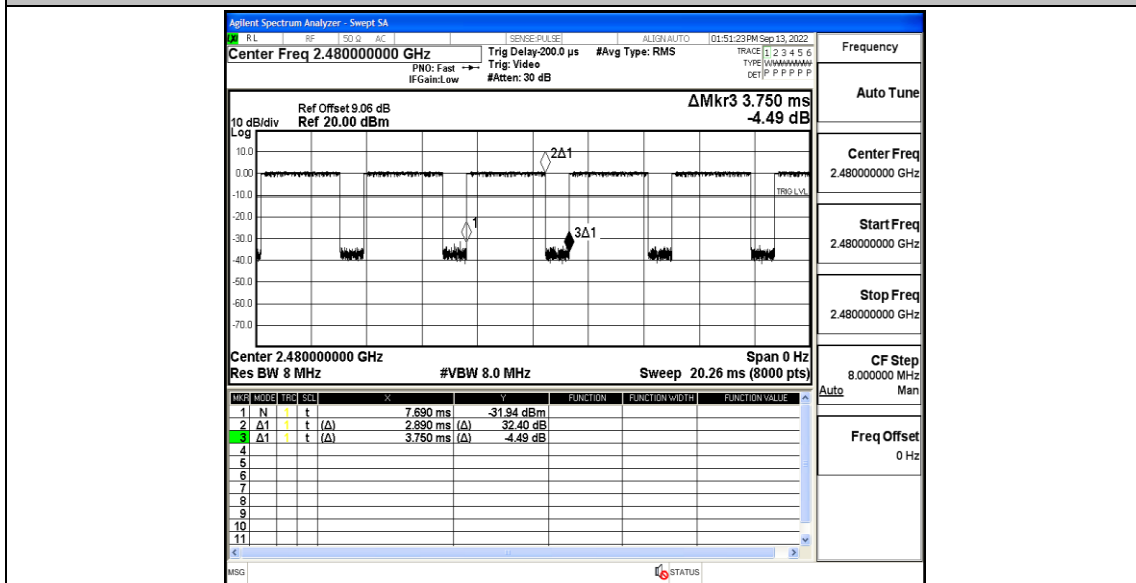 Agilent Spectrum Analyzer - Swept SA
RL RF 50 Ω AC SENSE:PULSE ALIGN AUTO 01:51:23 PM Sep 13, 2022
Center Freq 2.480000000 GHz
PNO: Fast
IFGain:Low
Trig Delay-200.0 µs
Trig: Video
#Atten: 30 dB
#Avg Type: RMS
TRACE 1 2 3 4 5 6
TYPE
DET P P P P P P
ΔMkr3 3.750 ms
-4.49 dB
Ref Offset 9.06 dB
10 dB/div Ref 20.00 dBm
Log
10.0
0.00
-10.0
-20.0
-30.0
-40.0
-50.0
-60.0
-70.0
2Δ1
TRIG LVL
1
3Δ1
Center 2.480000000 GHz Span 0 Hz
Res BW 8 MHz #VBW 8.0 MHz Sweep 20.26 ms (8000 pts)
MKR MODE TRC SCL X Y FUNCTION FUNCTION WIDTH FUNCTION VALUE
1 N 1 t 7.690 ms -31.94 dBm
2 Δ1 1 t (Δ) 2.890 ms (Δ) 32.40 dB
3 Δ1 1 t (Δ) 3.750 ms (Δ) -4.49 dB
4
5
6
7
8
9
10
11
MSG STATUS
Frequency
Auto Tune
Center Freq
2.480000000 GHz
Start Freq
2.480000000 GHz
Stop Freq
2.480000000 GHz
CF Step
8.000000 MHz
Auto Man
Freq Offset
0 Hz